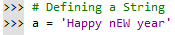 >>> # Defining a String
>>> a = 'Happy nEW year'